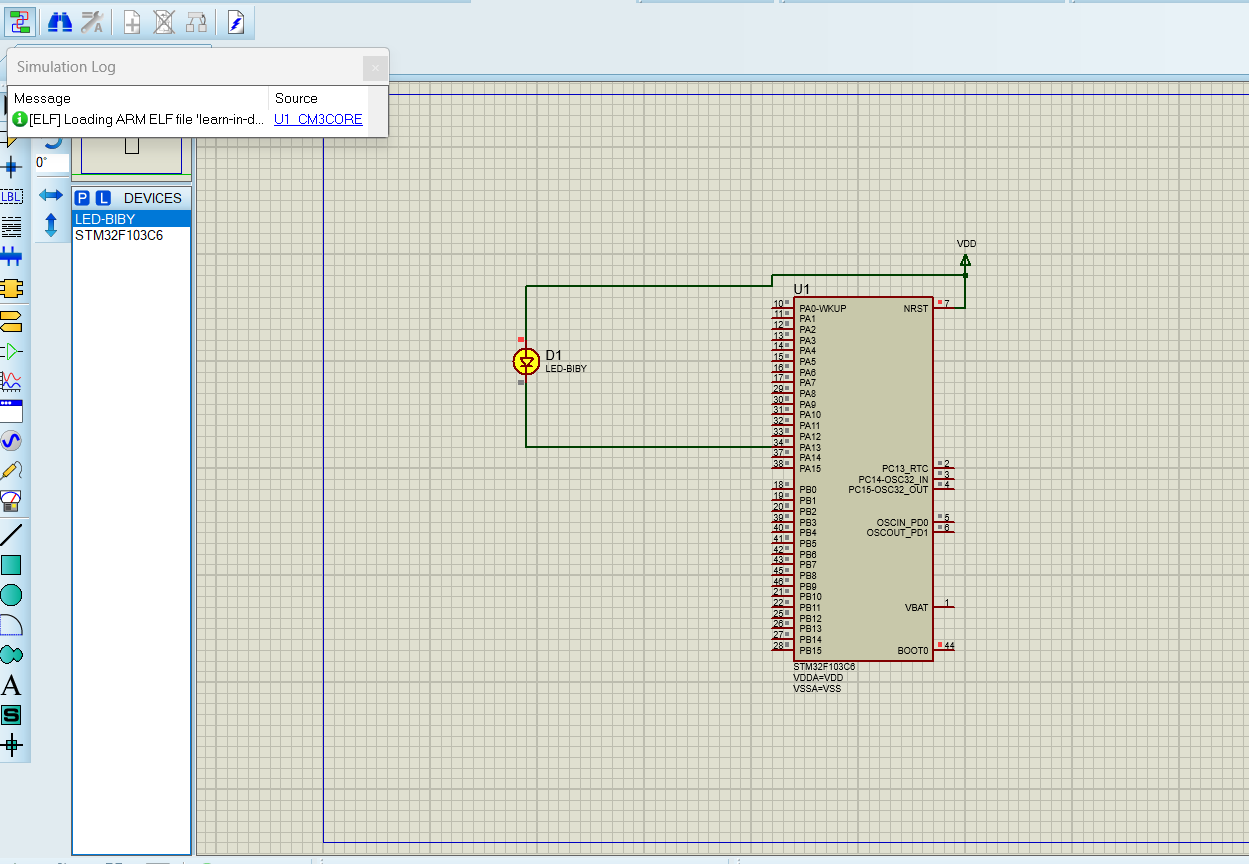 Simulation Log
Message Source
[ELF] Loading ARM ELF file 'learn-in-d... U1_CM3CORE
0°
LBL
P L DEVICES
LED-BIBY
STM32F103C6
A
S
VDD
U1
D1
LED-BIBY
10 PA0-WKUP NRST 7
11 PA1
12 PA2
13 PA3
14 PA4
15 PA5
16 PA6
17 PA7
29 PA8
30 PA9
31 PA10
32 PA11
33 PA12
34 PA13
37 PA14
38 PA15
PC13_RTC 2
PC14-OSC32_IN 3
PC15-OSC32_OUT 4
18 PB0
19 PB1
20 PB2
39 PB3
40 PB4
41 PB5
42 PB6
43 PB7
45 PB8
46 PB9
21 PB10
22 PB11
25 PB12
26 PB13
27 PB14
28 PB15
OSCIN_PD0 5
OSCOUT_PD1 6
VBAT 1
BOOT0 44
STM32F103C6
VDDA=VDD
VSSA=VSS